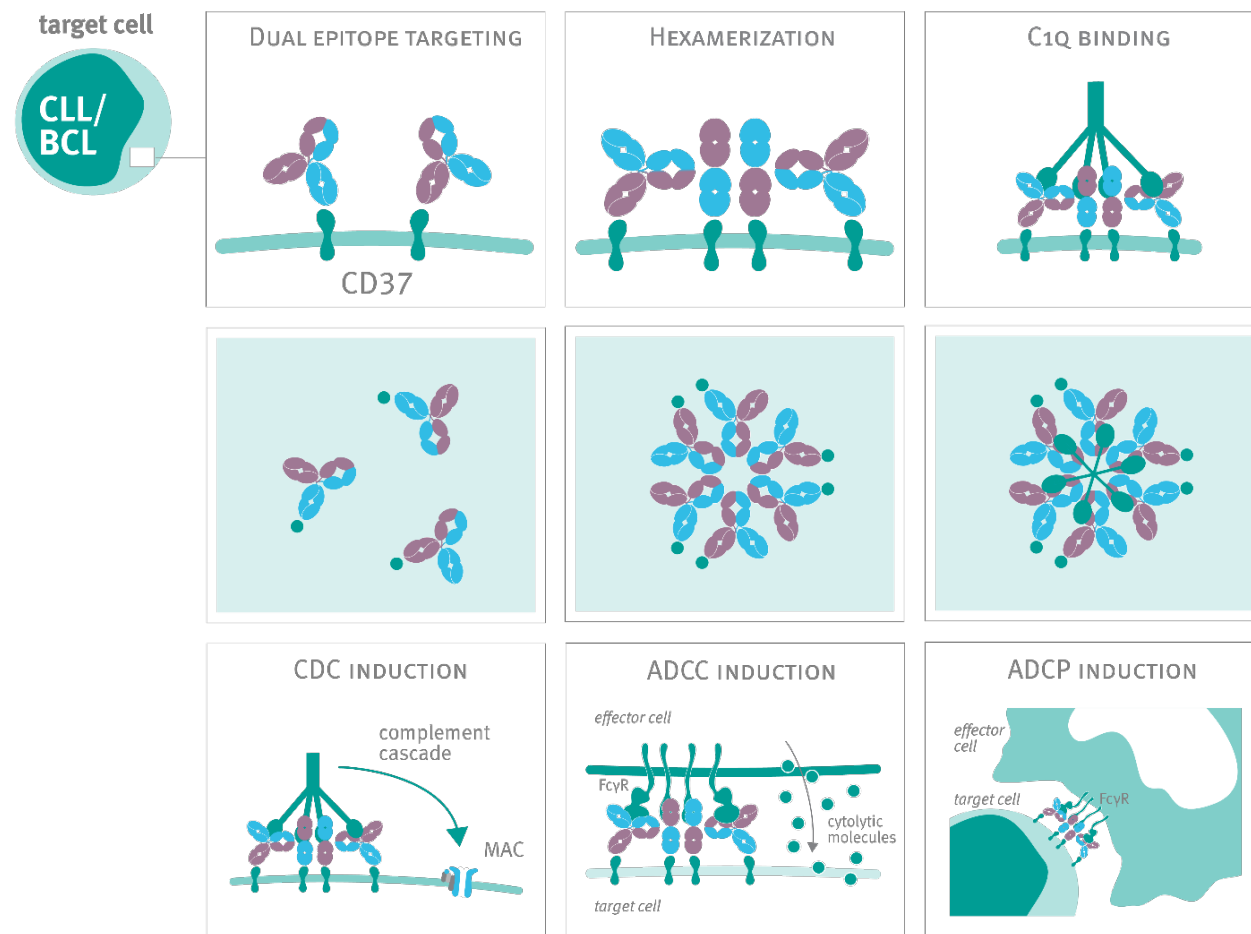 target cell
CLL/
BCL
Dual epitope targeting
Hexamerization
C1q binding
CD37
CDC induction
complement
cascade
MAC
ADCC induction
effector cell
FcγR
cytolytic
molecules
target cell
ADCP induction
effector
cell
target cell
FcγR